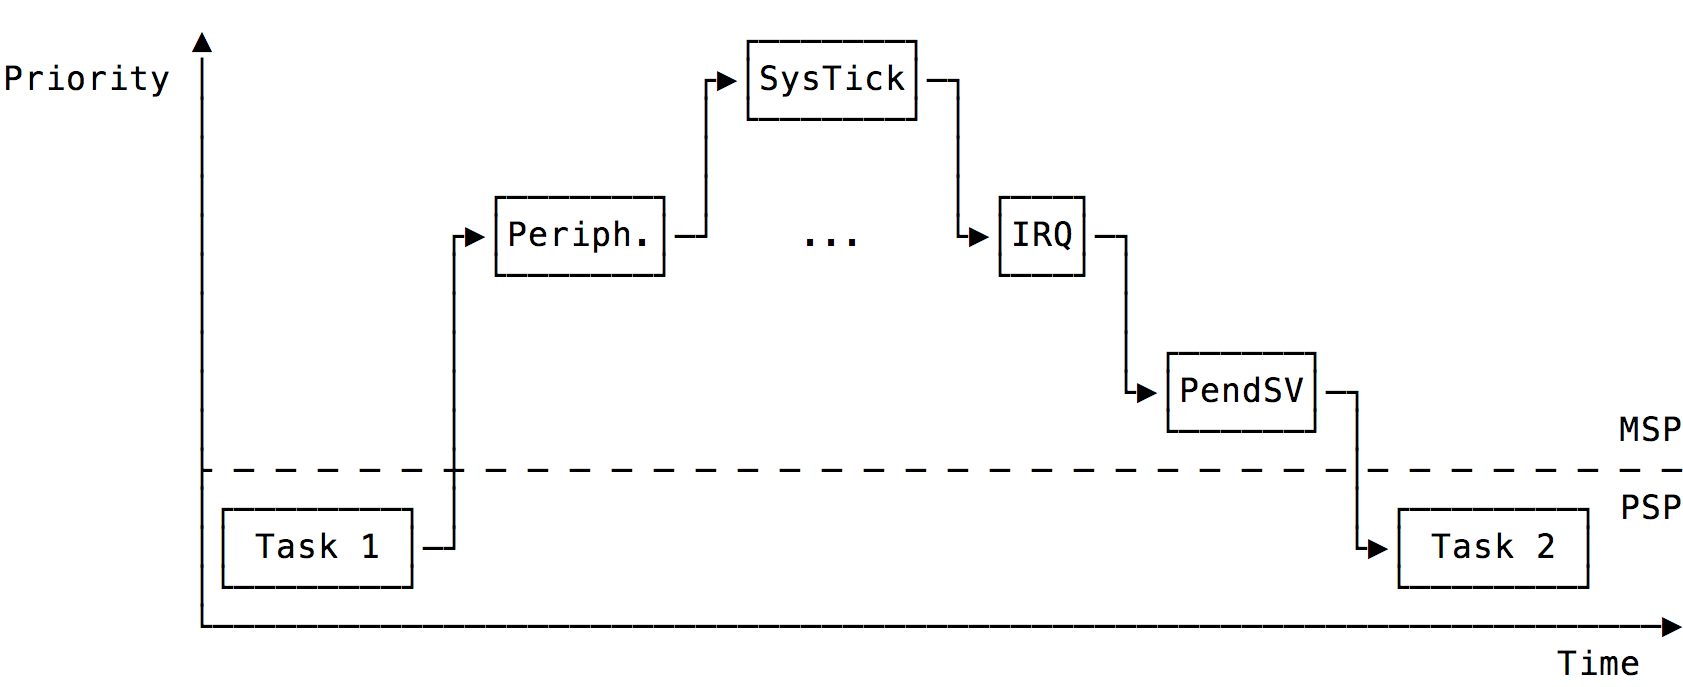 Priority
SysTick
Periph.
...
IRQ
PendSV
MSP
PSP
Task 1
Task 2
Time